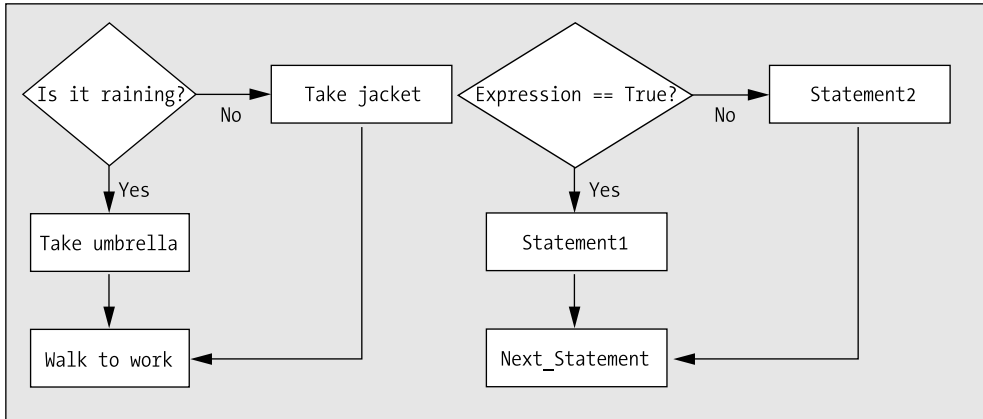 Is it raining?
No
Take jacket
Yes
Take umbrella
Walk to work
Expression == True?
No
Statement2
Yes
Statement1
Next_Statement